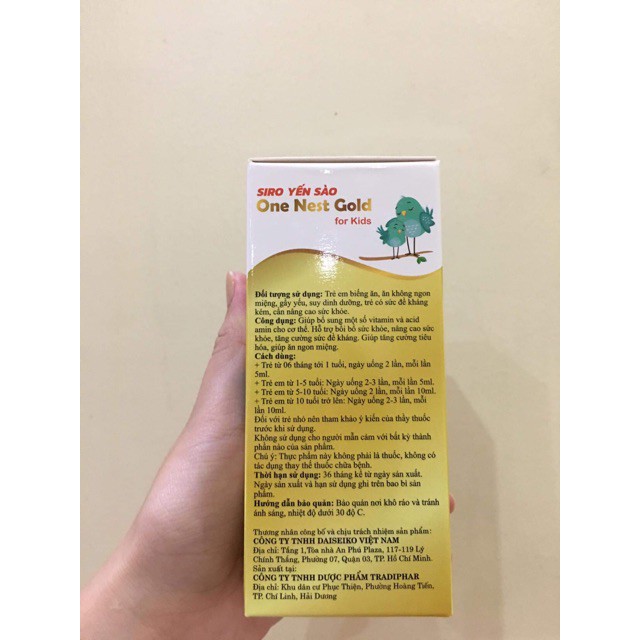 SIRO YẾN SÀO
One Nest Gold
for Kids
Đối tượng sử dụng: Trẻ em biếng ăn, ăn không ngon
miệng, gầy yếu, suy dinh dưỡng, trẻ có sức đề kháng
kém, cần nâng cao sức khỏe.
Công dụng: Giúp bổ sung một số vitamin và acid
amin cho cơ thể. Hỗ trợ bồi bổ sức khỏe, nâng cao sức
khỏe, tăng cường sức đề kháng. Giúp tăng cường tiêu
hóa, giúp ăn ngon miệng.
Cách dùng:
+ Trẻ từ 06 tháng tới 1 tuổi, ngày uống 2 lần, mỗi lần
5ml.
+ Trẻ em từ 1-5 tuổi: Ngày uống 2-3 lần, mỗi lần 5ml.
+ Trẻ em từ 5-10 tuổi: Ngày uống 2 lần, mỗi lần 10ml.
+ Trẻ em từ 10 tuổi trở lên: Ngày uống 2-3 lần, mỗi
lần 10ml.
Đối với trẻ nhỏ nên tham khảo ý kiến của thầy thuốc
trước khi sử dụng.
Không sử dụng cho người mẫn cảm với bất kỳ thành
phần nào của sản phẩm.
Chú ý: Thực phẩm này không phải là thuốc, không có
tác dụng thay thế thuốc chữa bệnh.
Thời hạn sử dụng: 36 tháng kể từ ngày sản xuất.
Ngày sản xuất và hạn sử dụng ghi trên bao bì sản
phẩm.
Hướng dẫn bảo quản: Bảo quản nơi khô ráo và tránh
ánh sáng, nhiệt độ dưới 30 độ C.
Thương nhân công bố và chịu trách nhiệm sản phẩm:
CÔNG TY TNHH DAISEIKO VIỆT NAM
Địa chỉ: Tầng 1,Tòa nhà An Phú Plaza, 117-119 Lý
Chính Thắng, Phường 07, Quận 03, TP. Hồ Chí Minh.
Sản xuất tại:
CÔNG TY TNHH DƯỢC PHẨM TRADIPHAR
Địa chỉ: Khu dân cư Phục Thiện, Phường Hoàng Tiến,
TP. Chí Linh, Hải Dương